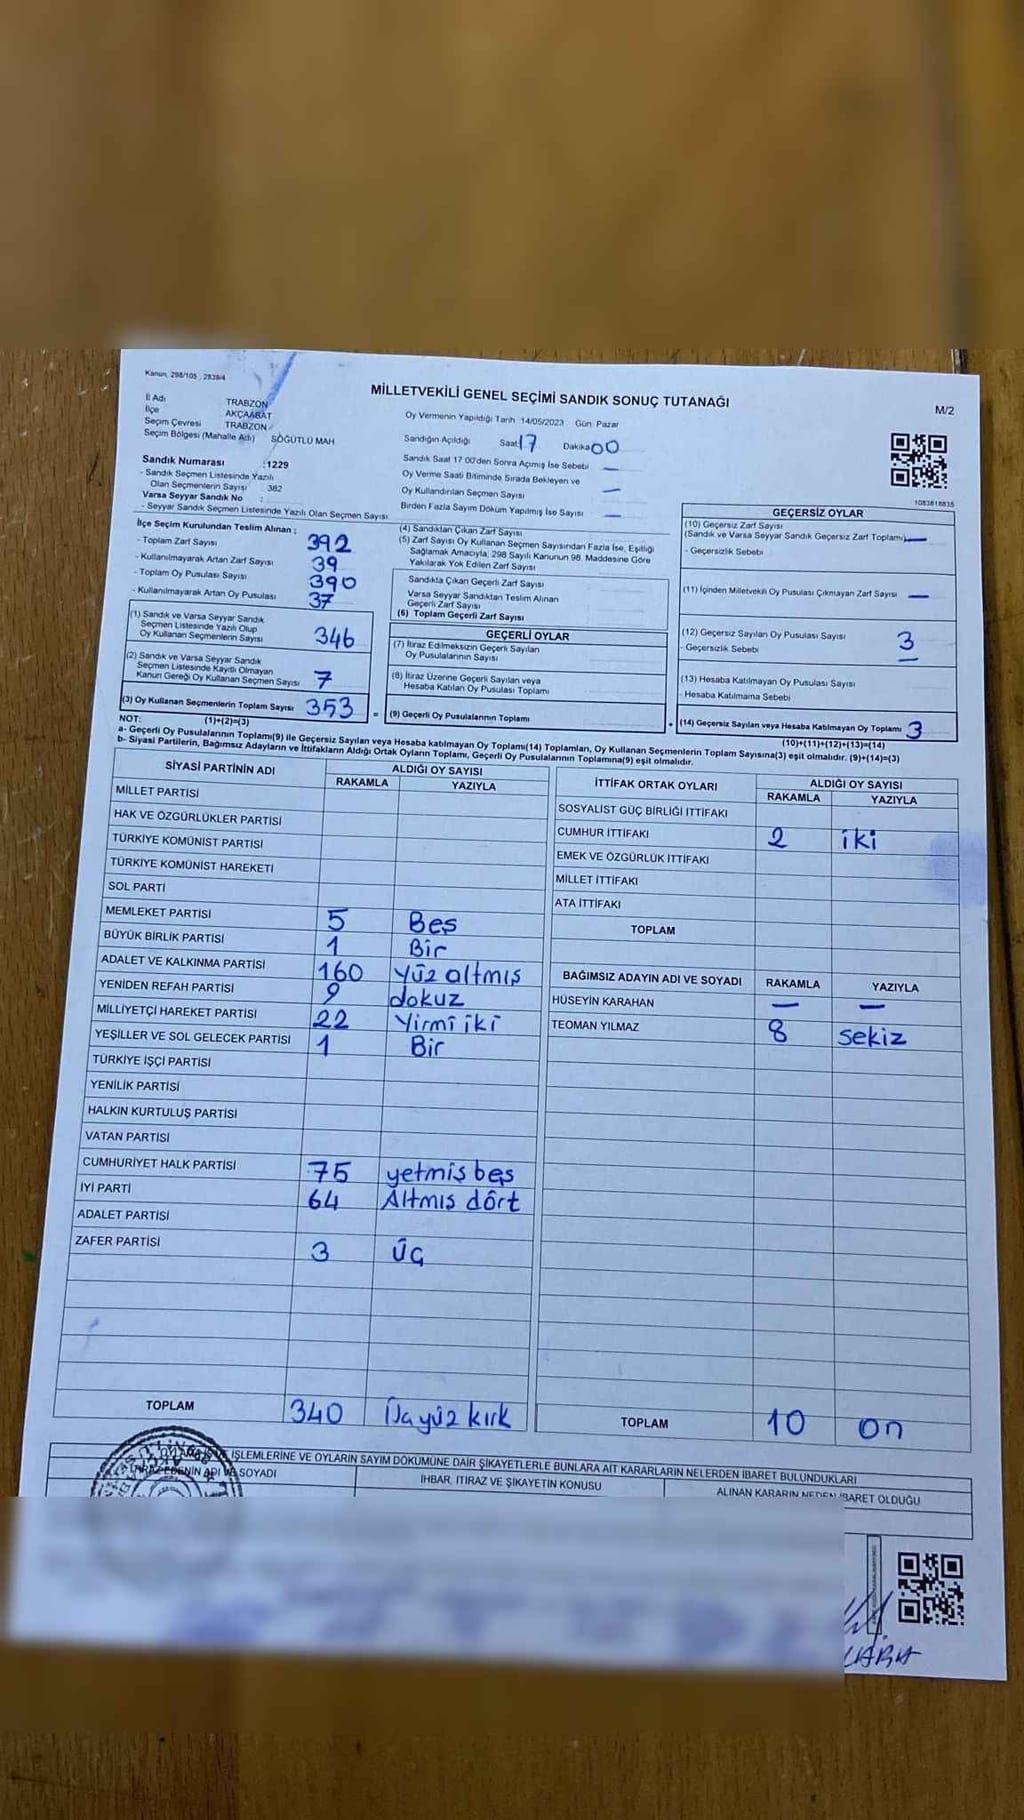 Kanun, 298/105 , 2839/4
MİLLETVEKİLİ GENEL SEÇİMİ SANDIK SONUÇ TUTANAĞI
M/2
İl Adı TRABZON
İlçe AKÇAABAT
Seçim Çevresi TRABZON
Seçim Bölgesi (Mahalle Adı) SÖĞÜTLÜ MAH
Sandık Numarası :1229
- Sandık Seçmen Listesinde Yazılı
Olan Seçmenlerin Sayısı : 382
Varsa Seyyar Sandık No :
- Seyyar Sandık Listesinde Yazılı Olan Seçmen Sayısı:
Oy Vermenin Yapıldığı Tarih 14/05/2023 Gün Pazar
Sandığın Açıldığı Saat 17 Dakika 00
Sandık Saat 17 00'den Sonra Açımış İse Sebebi —
Oy Verme Saati Bitiminde Sırada Bekleyen ve
Oy Kullandırılan Seçmen Sayısı —
Birden Fazla Sayım Döküm Yapılmış İse Sayısı —
1083818835
İlçe Seçim Kurulundan Teslim Alınan ;
- Toplam Zarf Sayısı 392
- Kullanılmayarak Artan Zarf Sayısı 39
- Toplam Oy Pusulası Sayısı 390
- Kullanılmayarak Artan Oy Pusulası 37
(1) Sandık ve Varsa Seyyar Sandık
Seçmen Listesinde Yazılı Olup
Oy Kullanan Seçmenlerin Sayısı 346
(2) Sandık ve Varsa Seyyar Sandık
Seçmen Listesinde Kayıtlı Olmayan
Kanun Gereği Oy Kullanan Seçmen Sayısı 7
(3) Oy Kullanan Seçmenlerin Toplam Sayısı 353 =
(4) Sandıktan Çıkan Zarf Sayısı
(5) Zarf Sayısı Oy Kullanan Seçmen Sayısından Fazla İse, Eşitliği
Sağlamak Amacıyla, 298 Sayılı Kanunun 98. Maddesine Göre
Yakılarak Yok Edilen Zarf Sayısı
Sandıkta Çıkan Geçerli Zarf Sayısı
Varsa Seyyar Sandıktan Teslim Alınan
Geçerli Zarf Sayısı
(6) Toplam Geçerli Zarf Sayısı
GEÇERLİ OYLAR
(7) İtiraz Edilmeksizin Geçerli Sayılan
Oy Pusulalarının Sayısı
(8) İtiraz Üzerine Geçerli Sayılan veya
Hesaba Katılan Oy Pusulası Toplamı
(9) Geçerli Oy Pusulalarının Toplamı +
GEÇERSİZ OYLAR
(10) Geçersiz Zarf Sayısı
(Sandık ve Varsa Seyyar Sandık Geçersiz Zarf Toplamı) —
- Geçersizlik Sebebi
(11) İçinden Milletvekili Oy Pusulası Çıkmayan Zarf Sayısı —
(12) Geçersiz Sayılan Oy Pusulası Sayısı 3
- Geçersizlik Sebebi —
(13) Hesaba Katılmayan Oy Pusulası Sayısı
- Hesaba Katılmama Sebebi
(14) Geçersiz Sayılan veya Hesaba Katılmayan Oy Toplamı 3
NOT: (1)+(2)=(3)
(10)+(11)+(12)+(13)=(14)
a- Geçerli Oy Pusulalarının Toplamı(9) ile Geçersiz Sayılan veya Hesaba katılmayan Oy Toplamı(14) Toplamları, Oy Kullanan Seçmenlerin Toplam Sayısına(3) eşit olmalıdır. (9)+(14)=(3)
b- Siyasi Partilerin, Bağımsız Adayların ve İttifakların Aldığı Ortak Oyların Toplamı, Geçerli Oy Pusulalarının Toplamına(9) eşit olmalıdır.
SİYASİ PARTİNİN ADI ALDIĞI OY SAYISI
RAKAMLA YAZIYLA
MİLLET PARTİSİ
HAK VE ÖZGÜRLÜKLER PARTİSİ
TÜRKİYE KOMÜNİST PARTİSİ
TÜRKİYE KOMÜNİST HAREKETİ
SOL PARTİ
MEMLEKET PARTİSİ 5 Beş
BÜYÜK BİRLİK PARTİSİ 1 Bir
ADALET VE KALKINMA PARTİSİ 160 yüz altmış
YENİDEN REFAH PARTİSİ 9 dokuz
MİLLİYETÇİ HAREKET PARTİSİ 22 Yirmi iki
YEŞİLLER VE SOL GELECEK PARTİSİ 1 Bir
TÜRKİYE İŞÇİ PARTİSİ
YENİLİK PARTİSİ
HALKIN KURTULUŞ PARTİSİ
VATAN PARTİSİ
CUMHURİYET HALK PARTİSİ 75 yetmiş beş
İYİ PARTİ 64 Altmış dört
ADALET PARTİSİ
ZAFER PARTİSİ 3 Üç
TOPLAM 340 Üçyüz kırk
İTTİFAK ORTAK OYLARI ALDIĞI OY SAYISI
RAKAMLA YAZIYLA
SOSYALİST GÜÇ BİRLİĞİ İTTİFAKI
CUMHUR İTTİFAKI 2 iki
EMEK VE ÖZGÜRLÜK İTTİFAKI
MİLLET İTTİFAKI
ATA İTTİFAKI
TOPLAM
BAĞIMSIZ ADAYIN ADI VE SOYADI RAKAMLA YAZIYLA
HÜSEYİN KARAHAN — —
TEOMAN YILMAZ 8 sekiz
TOPLAM 10 on
İŞLEMLERİNE VE OYLARIN SAYIM DÖKÜMÜNE DAİR ŞİKAYETLERLE BUNLARA AİT KARARLARIN NELERDEN İBARET BULUNDUKLARI
ADI VE SOYADI İHBAR, İTİRAZ VE ŞİKAYETİN KONUSU ALINAN KARARIN NEDEN İBARET OLDUĞU